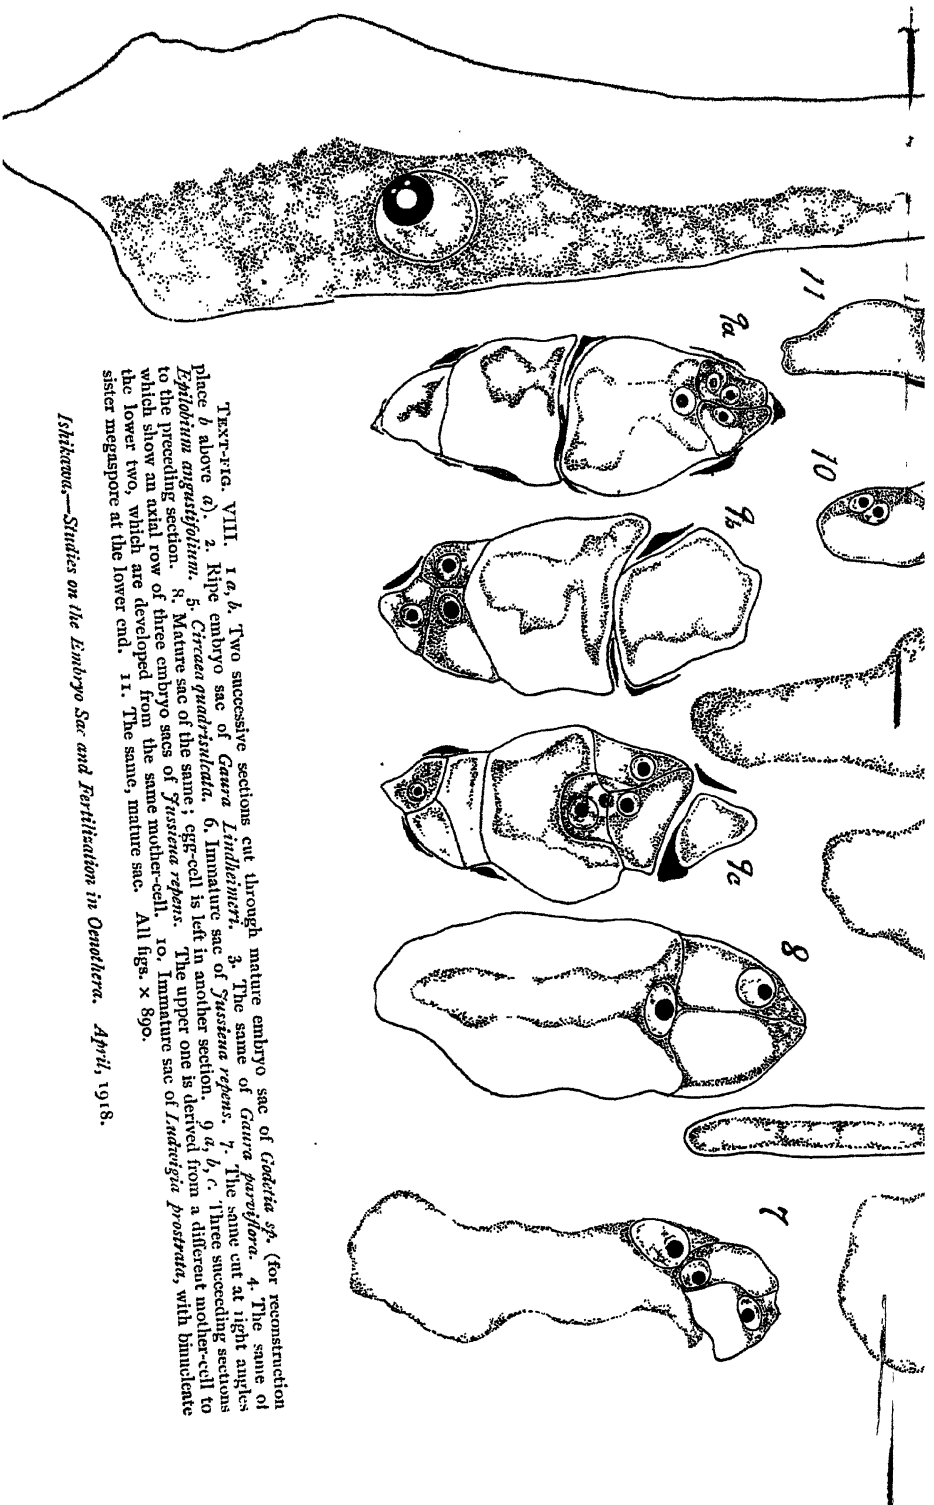 11
10
9a
9b
9c
8
7
TEXT-FIG. VIII. 1 a, b. Two successive sections cut through mature embryo sac of Godetia sp. (for reconstruction
place b above a). 2. Ripe embryo sac of Gaura Lindheimeri. 3. The same of Gaura parviflora. 4. The same of
Epilobium angustifolium. 5. Circaea quadrisulcata. 6. Immature sac of Jussiena repens. 7. The same cut at right angles
to the preceding section. 8. Mature sac of the same; egg-cell is left in another section. 9 a, b, c. Three succeeding sections
which show an axial row of three embryo sacs of Jussiena repens. The upper one is derived from a different mother-cell to
the lower two, which are developed from the same mother-cell. 10. Immature sac of Ludwigia prostrata, with binucleate
sister megaspore at the lower end. 11. The same, mature sac. All figs. × 890.
Ishikawa.—Studies on the Embryo Sac and Fertilization in Oenothera. April, 1918.